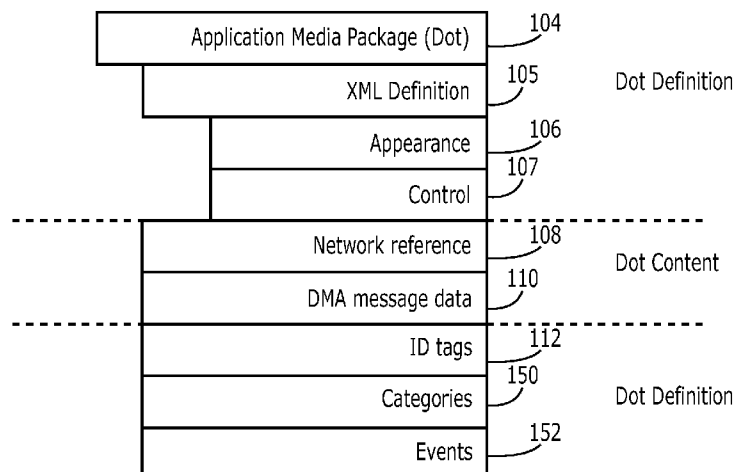 Application Media Package (Dot) 104
XML Definition 105
Dot Definition
Appearance 106
Control 107
Network reference 108
Dot Content
DMA message data 110
ID tags 112
Categories 150
Dot Definition
Events 152